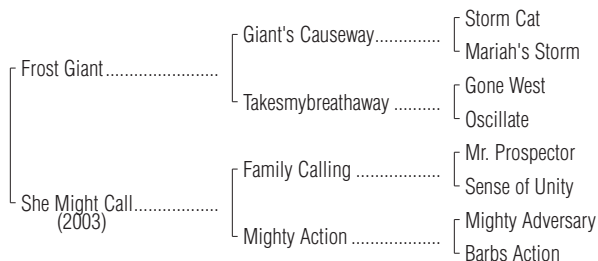 Storm Cat
Giant's Causeway..............
Mariah's Storm
Frost Giant........................
Gone West
Takesmybreathaway ..........
Oscillate
Mr. Prospector
Family Calling ..................
Sense of Unity
She Might Call..................
(2003)
Mighty Adversary
Mighty Action ...................
Barbs Action